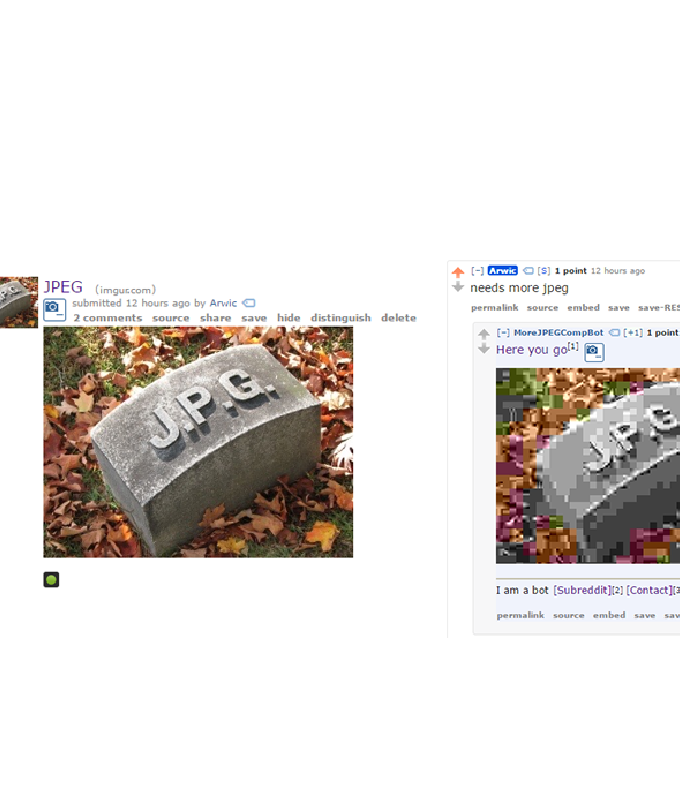 JPEG (imgur.com)
submitted 12 hours ago by Arwic
2 comments source share save hide distinguish delete
J.P.G.
[−] Arwic [S] 1 point 12 hours ago
needs more jpeg
permalink source embed save save-RES
[−] MoreJPEGCompBot [+1] 1 point
Here you go[1]
J.P.G
I am a bot [Subreddit][2] [Contact][3
permalink source embed save sav